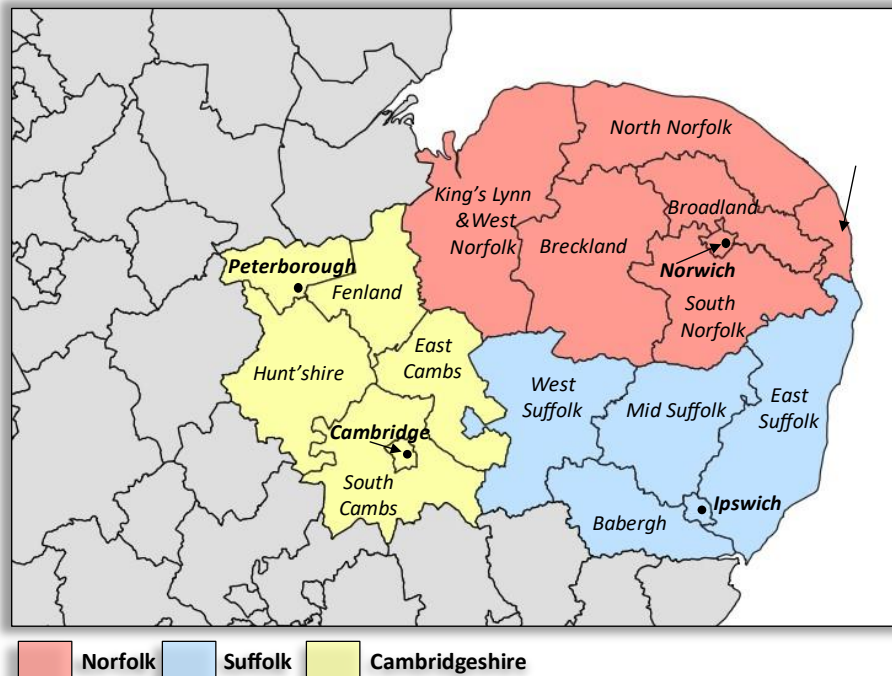 North Norfolk
King's Lynn
&West
Norfolk
Broadland
Breckland
Norwich
South
Norfolk
Peterborough
Fenland
East
Cambs
Hunt'shire
West
Suffolk
Mid Suffolk
East
Suffolk
Cambridge
South
Cambs
Ipswich
Babergh
Norfolk
Suffolk
Cambridgeshire